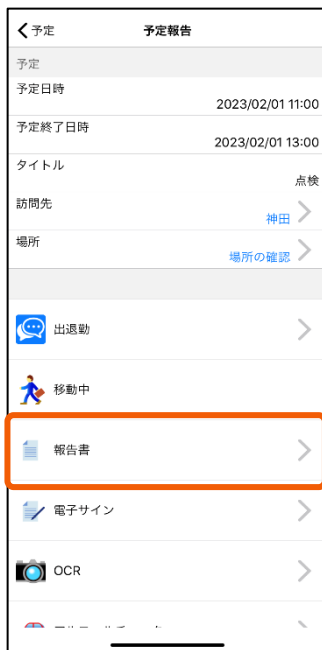 予定
予定報告
予定
予定日時
2023/02/01 11:00
予定終了日時
2023/02/01 13:00
タイトル
点検
訪問先
神田
場所
場所の確認
出退勤
移動中
報告書
電子サイン
OCR